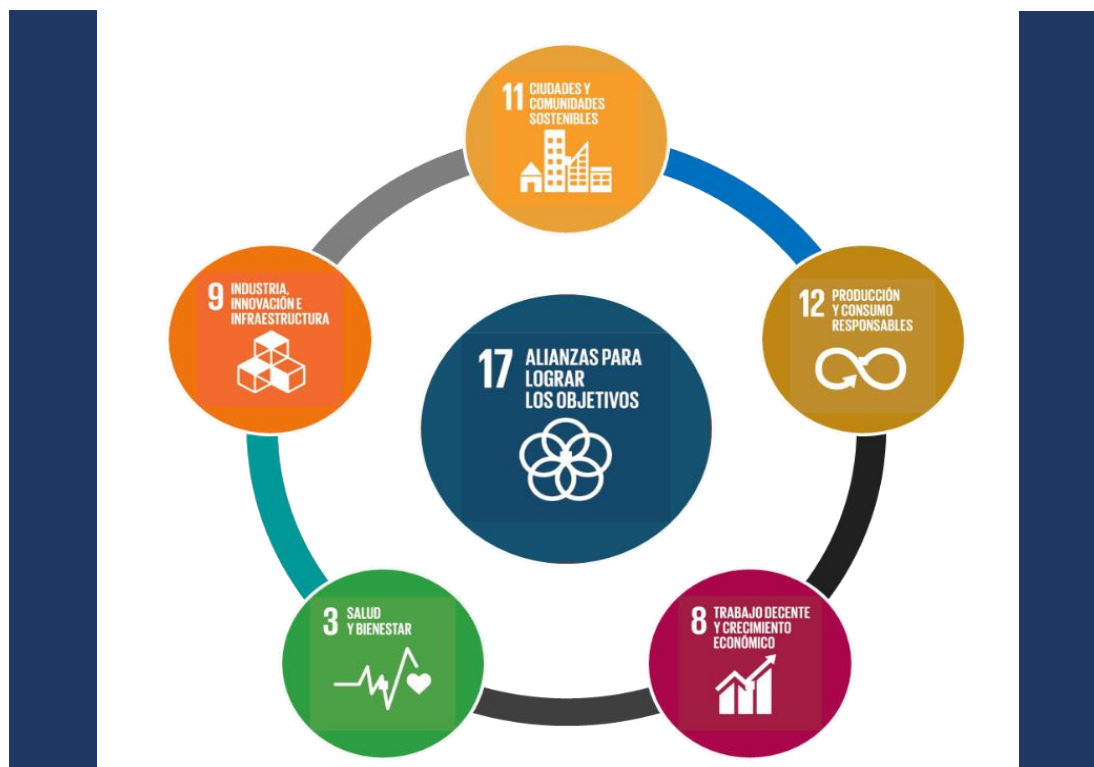 11 CIUDADES Y
COMUNIDADES
SOSTENIBLES
9 INDUSTRIA,
INNOVACIÓN E
INFRAESTRUCTURA
12 PRODUCCIÓN
Y CONSUMO
RESPONSABLES
17 ALIANZAS PARA
LOGRAR
LOS OBJETIVOS
3 SALUD
Y BIENESTAR
8 TRABAJO DECENTE
Y CRECIMIENTO
ECONÓMICO